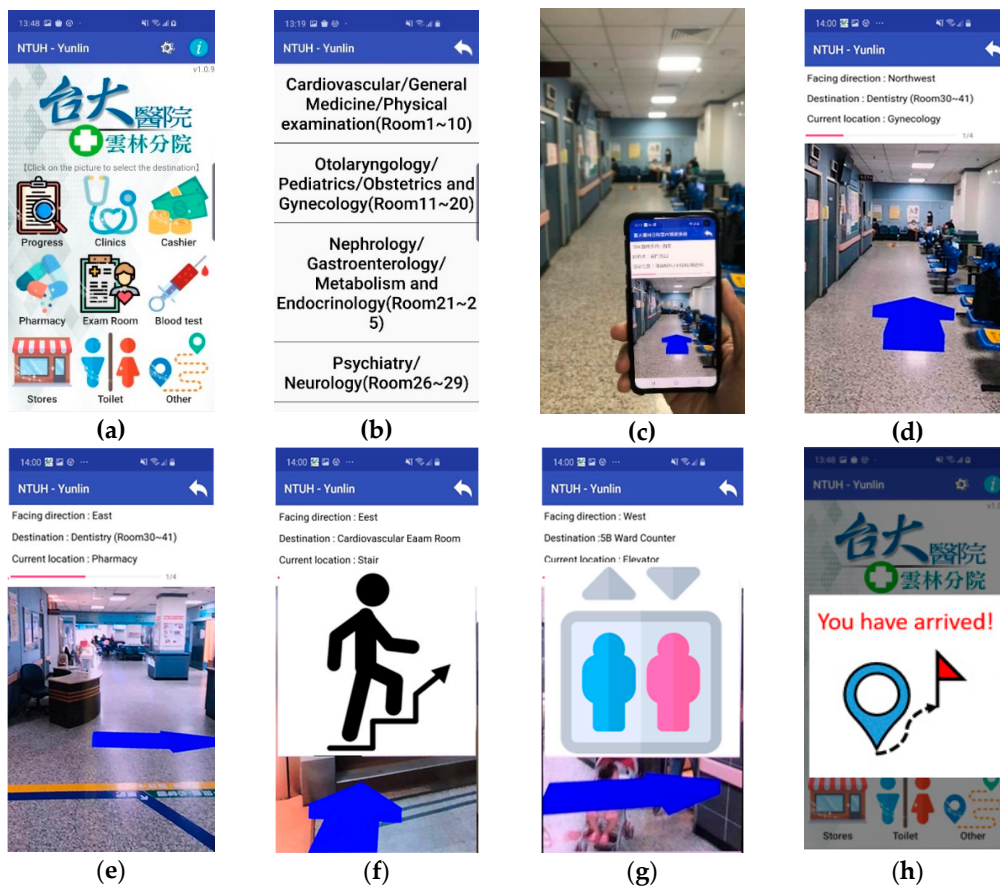 13:48
NTUH - Yunlin
v1.0.9
台大醫院
雲林分院
[Click on the picture to select the destination]
Progress
Clinics
Cashier
Pharmacy
Exam Room
Blood test
Stores
Toilet
Other
(a)
13:19
NTUH - Yunlin
Cardiovascular/General
Medicine/Physical
examination(Room1~10)
Otolaryngology/
Pediatrics/Obstetrics and
Gynecology(Room11~20)
Nephrology/
Gastroenterology/
Metabolism and
Endocrinology(Room21~2
5)
Psychiatry/
Neurology(Room26~29)
(b)
(c)
14:00
NTUH - Yunlin
Facing direction : Northwest
Destination : Dentistry (Room30~41)
Current location : Gynecology
1/4
(d)
14:00
NTUH - Yunlin
Facing direction : East
Destination : Dentistry (Room30~41)
Current location : Pharmacy
1/4
(e)
14:00
NTUH - Yunlin
Facing direction : Eest
Destination : Cardiovascular Eaam Room
Current location : Stair
(f)
14:00
NTUH - Yunlin
Facing direction : West
Destination :5B Ward Counter
Current location : Elevator
(g)
13:48
NTUH - Yunlin
台大醫院
雲林分院
You have arrived!
Stores
Toilet
Other
(h)